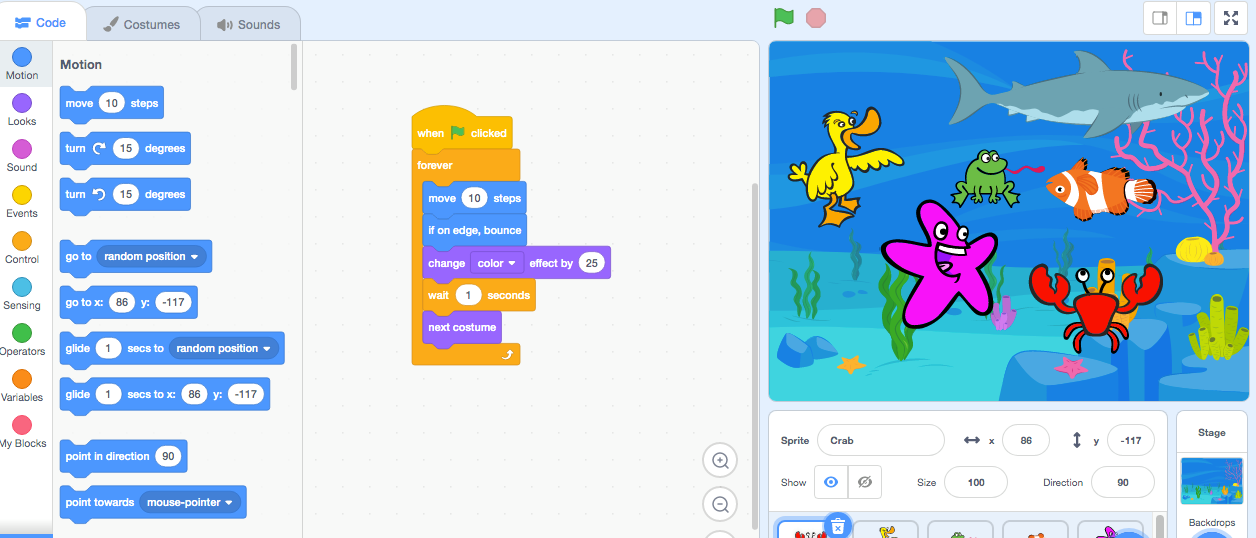 Code
Costumes
Sounds
Motion
Looks
Sound
Events
Control
Sensing
Operators
Variables
My Blocks
Motion
move 10 steps
turn 15 degrees
turn 15 degrees
go to random position
go to x: 86 y: -117
glide 1 secs to random position
glide 1 secs to x: 86 y: -117
point in direction 90
point towards mouse-pointer
when clicked
forever
move 10 steps
if on edge, bounce
change color effect by 25
wait 1 seconds
next costume
Sprite Crab x 86 y -117
Show Size 100 Direction 90
Stage
Backdrops